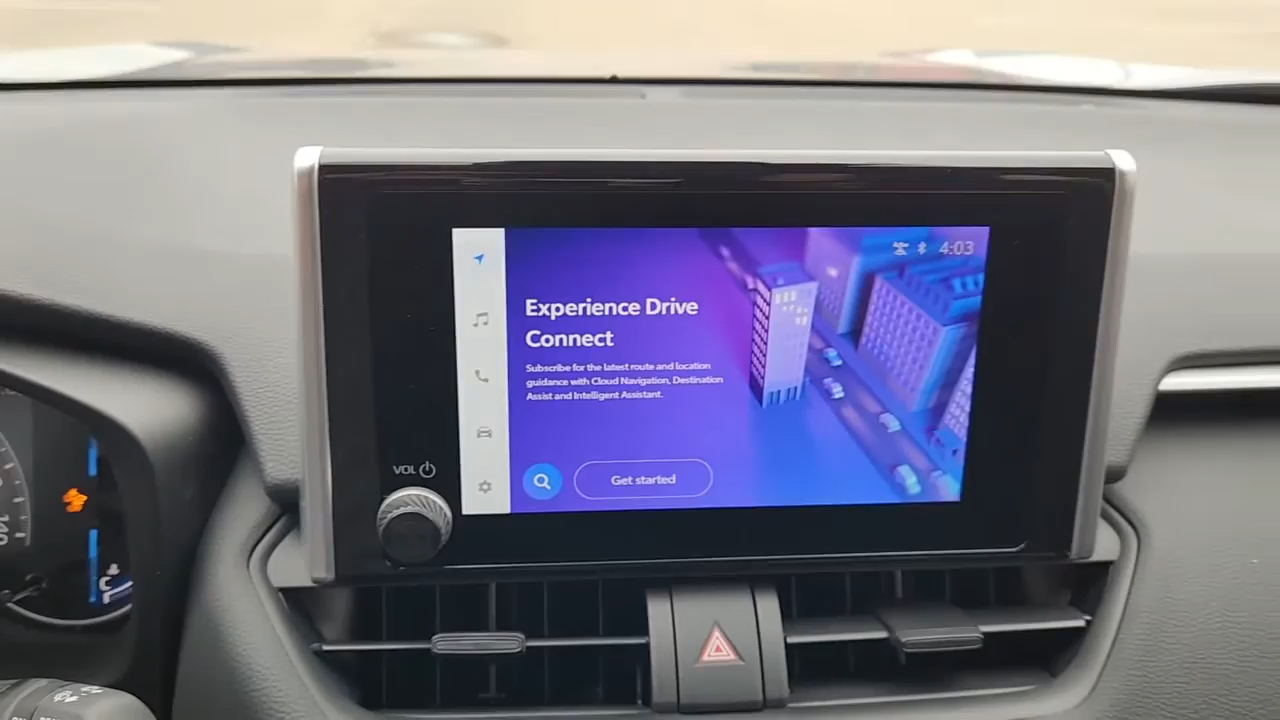 4:03
Experience Drive
Connect
Subscribe for the latest route and location
guidance with Cloud Navigation, Destination
Assist and Intelligent Assistant.
Get started
VOL
140